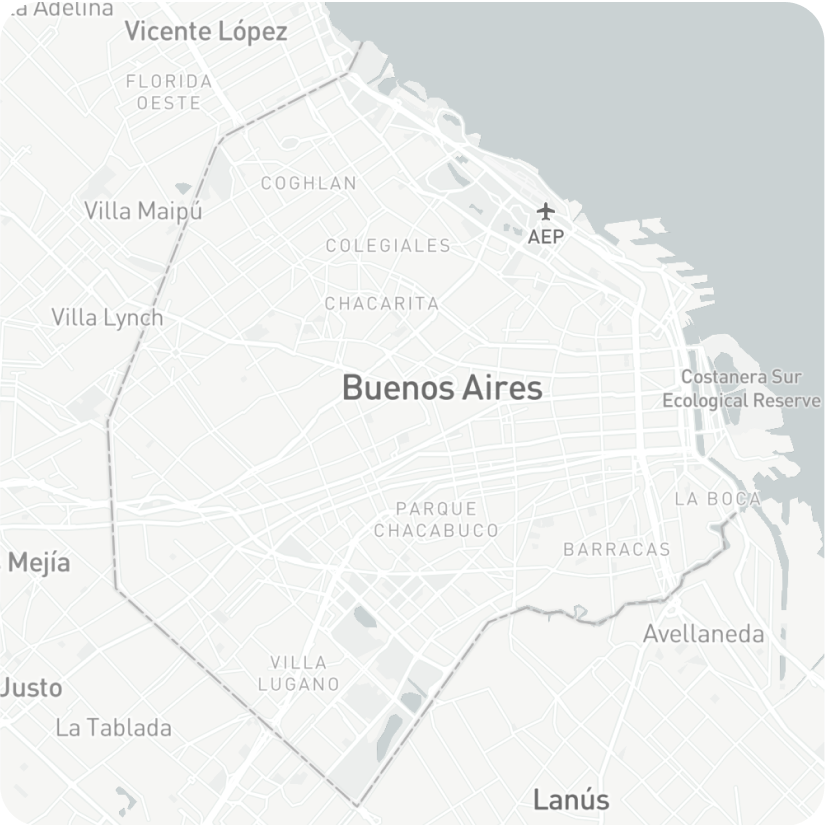 La Adelina
Vicente López
FLORIDA
OESTE
COGHLAN
Villa Maipú
AEP
COLEGIALES
CHACARITA
Villa Lynch
Costanera Sur
Ecological Reserve
Buenos Aires
LA BOCA
PARQUE
CHACABUCO
BARRACAS
Mejía
Avellaneda
VILLA
LUGANO
Justo
La Tablada
Lanús